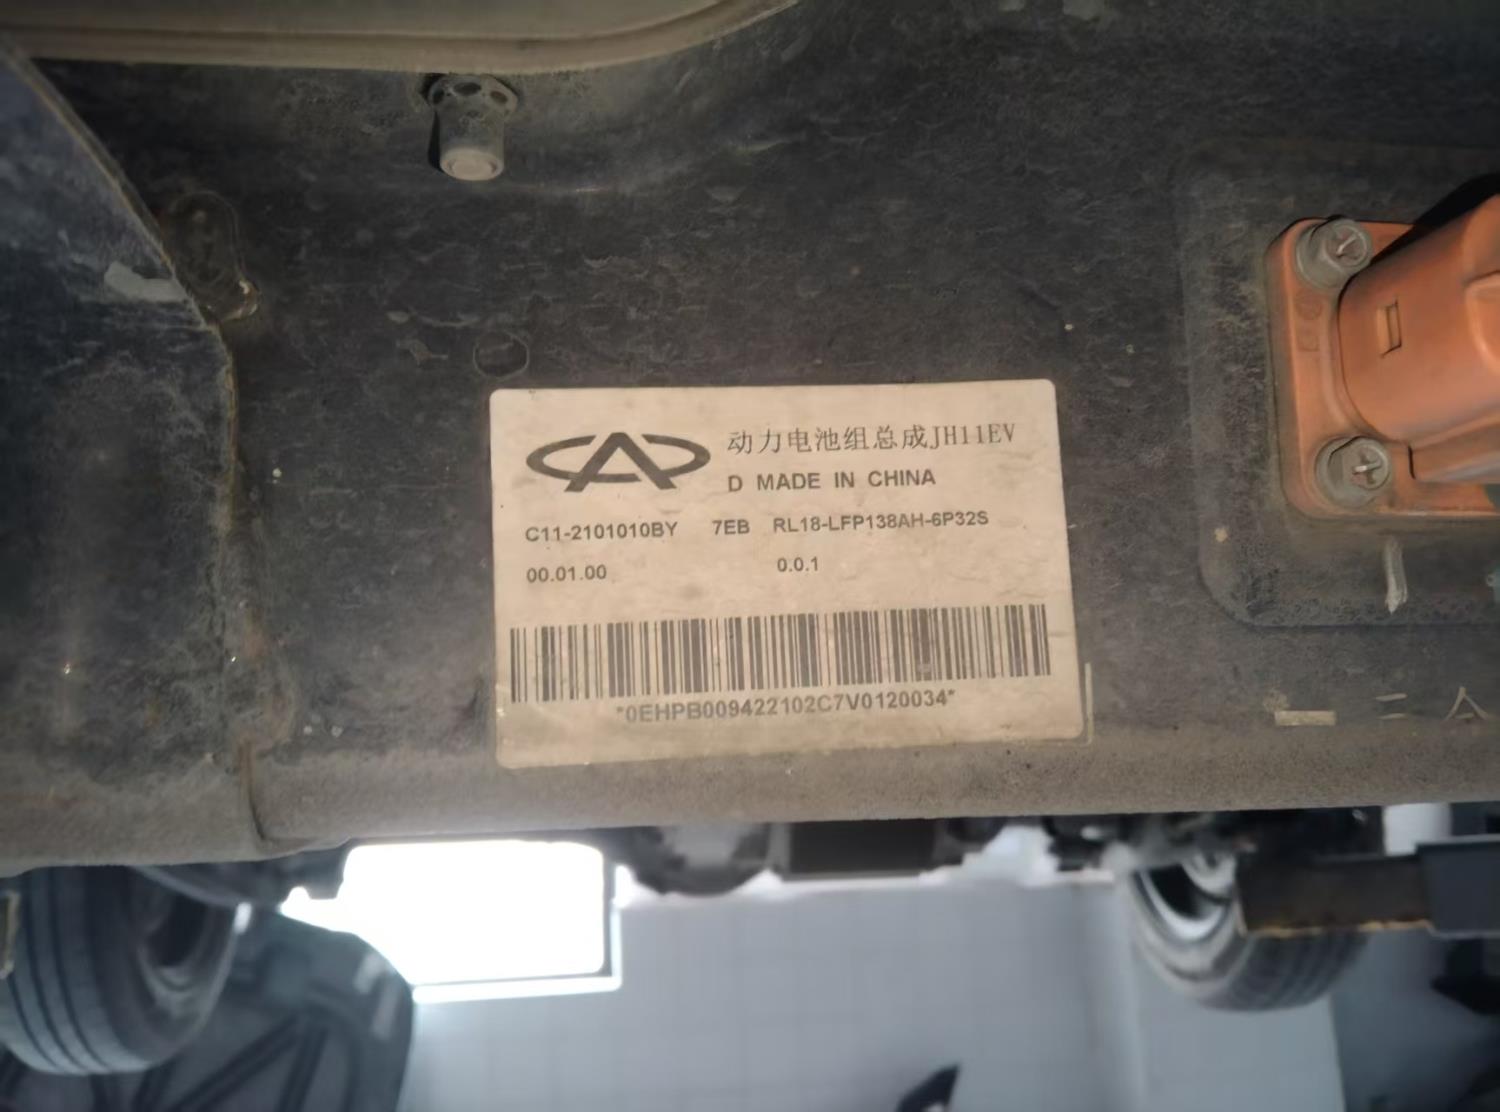 动力电池组总成JH11EV
D MADE IN CHINA
C11-2101010BY 7EB RL18-LFP138AH-6P32S
00.01.00 0.0.1
*0EHPB009422102C7V0120034*